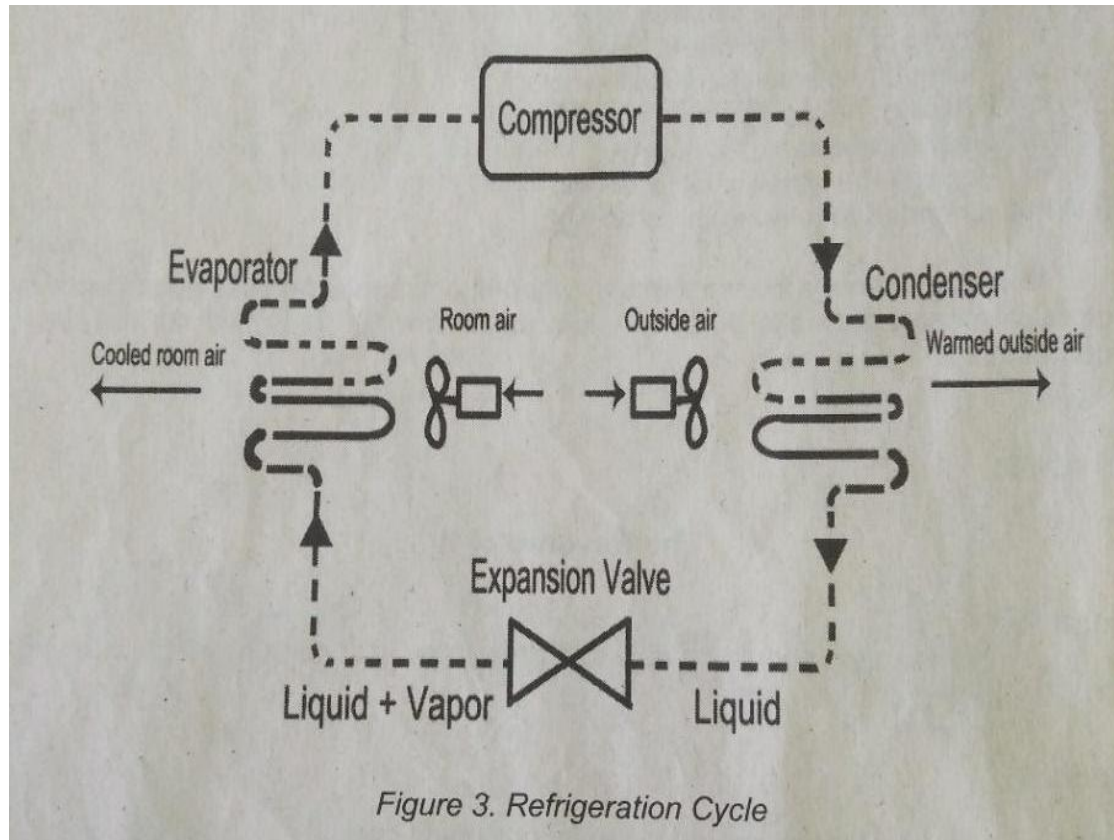 Compressor
Evaporator
Condenser
Room air
Outside air
Cooled room air
Warmed outside air
Expansion Valve
Liquid + Vapor
Liquid
Figure 3. Refrigeration Cycle